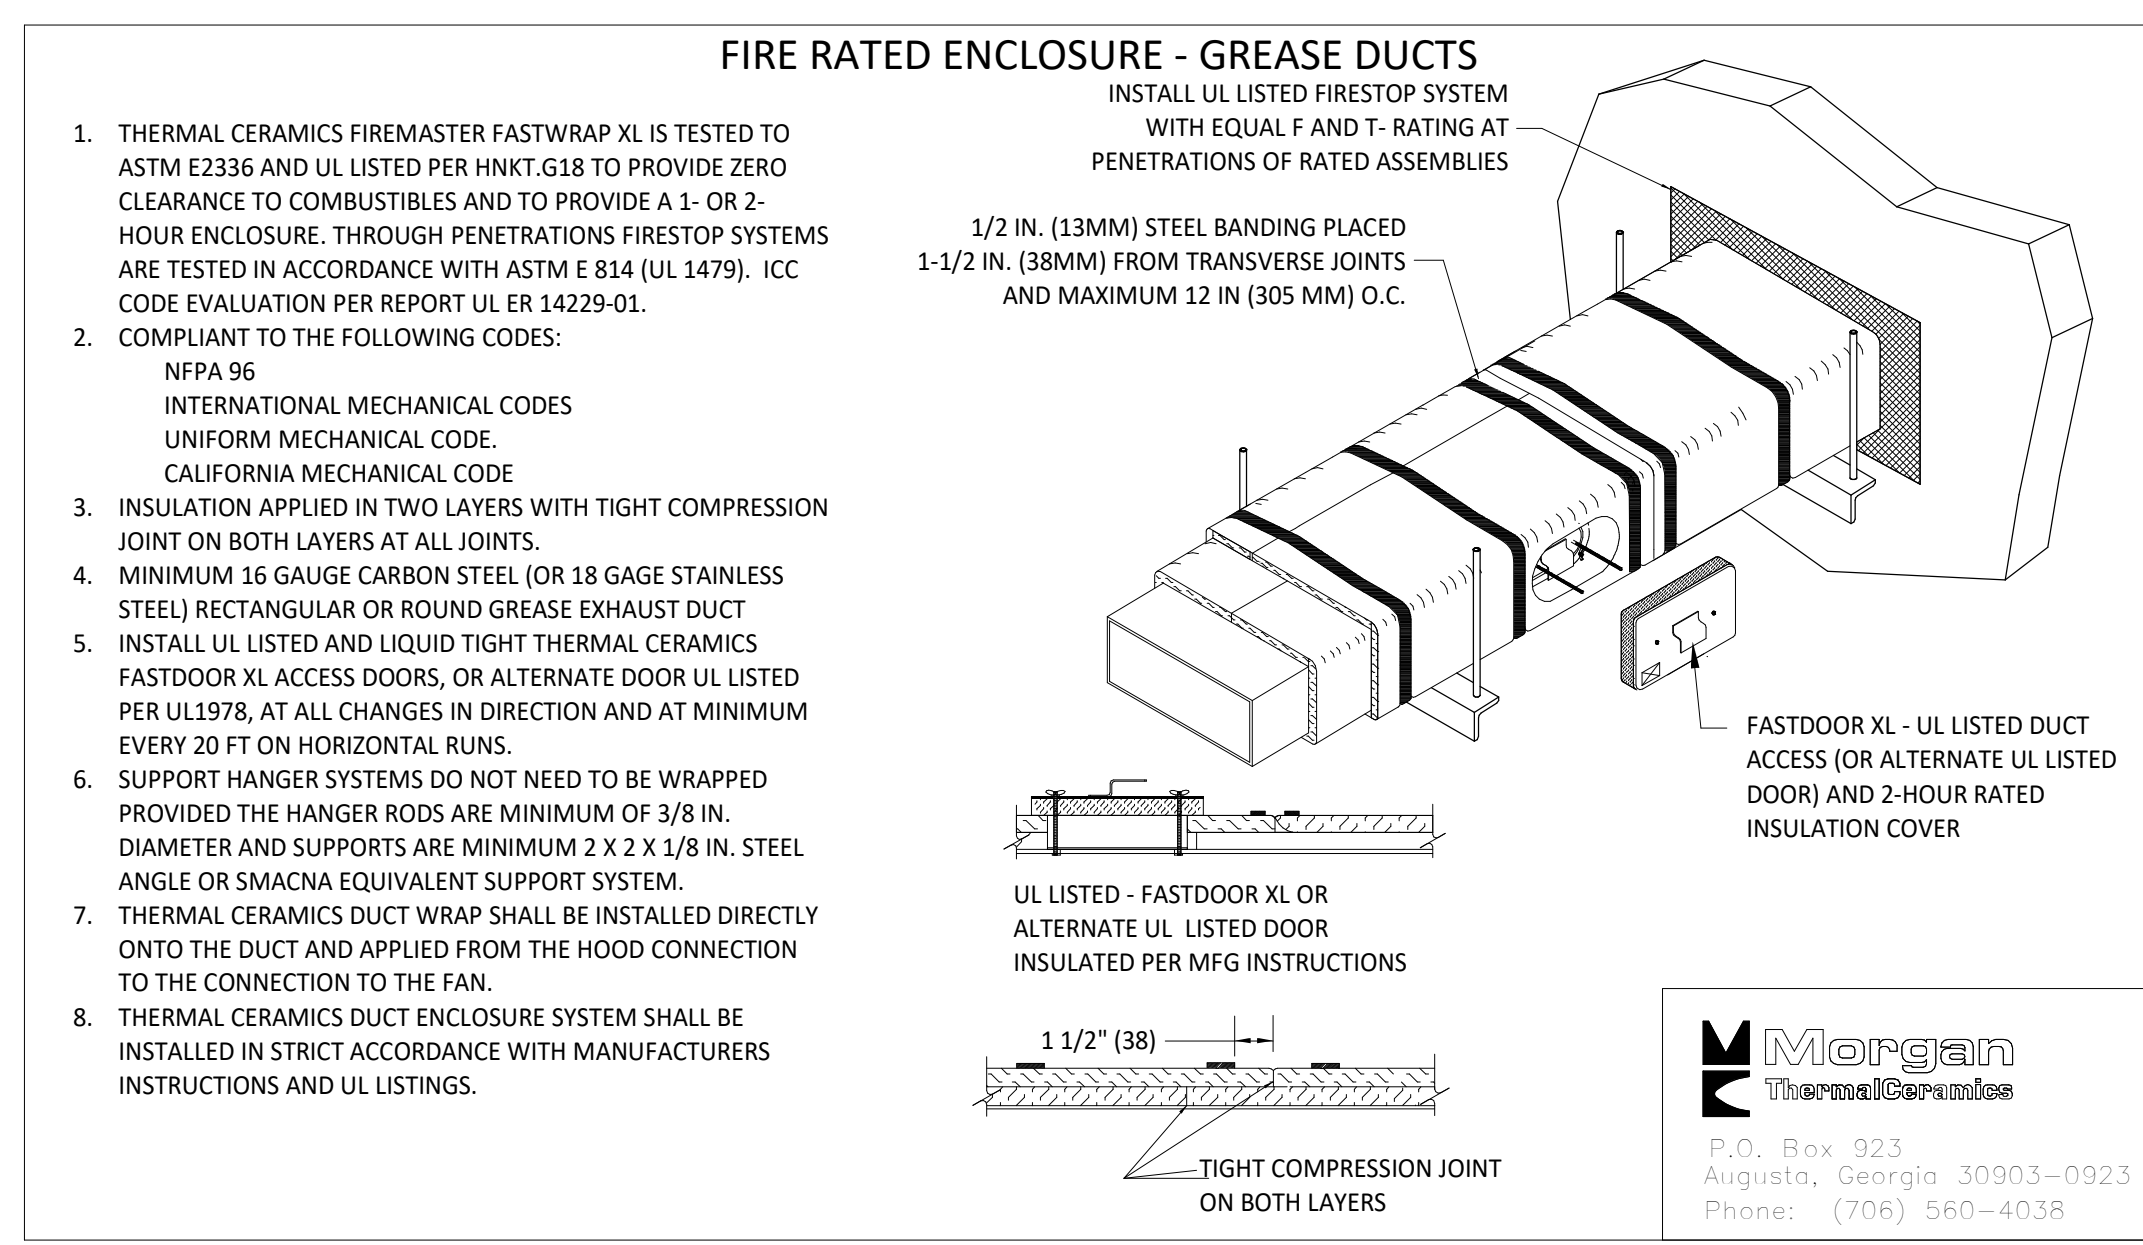 FIRE RATED ENCLOSURE - GREASE DUCTS
1. THERMAL CERAMICS FIREMASTER FASTWRAP XL IS TESTED TO
ASTM E2336 AND UL LISTED PER HNKT.G18 TO PROVIDE ZERO
CLEARANCE TO COMBUSTIBLES AND TO PROVIDE A 1- OR 2-
HOUR ENCLOSURE. THROUGH PENETRATIONS FIRESTOP SYSTEMS
ARE TESTED IN ACCORDANCE WITH ASTM E 814 (UL 1479). ICC
CODE EVALUATION PER REPORT UL ER 14229-01.
2. COMPLIANT TO THE FOLLOWING CODES:
NFPA 96
INTERNATIONAL MECHANICAL CODES
UNIFORM MECHANICAL CODE.
CALIFORNIA MECHANICAL CODE
3. INSULATION APPLIED IN TWO LAYERS WITH TIGHT COMPRESSION
JOINT ON BOTH LAYERS AT ALL JOINTS.
4. MINIMUM 16 GAUGE CARBON STEEL (OR 18 GAGE STAINLESS
STEEL) RECTANGULAR OR ROUND GREASE EXHAUST DUCT
5. INSTALL UL LISTED AND LIQUID TIGHT THERMAL CERAMICS
FASTDOOR XL ACCESS DOORS, OR ALTERNATE DOOR UL LISTED
PER UL1978, AT ALL CHANGES IN DIRECTION AND AT MINIMUM
EVERY 20 FT ON HORIZONTAL RUNS.
6. SUPPORT HANGER SYSTEMS DO NOT NEED TO BE WRAPPED
PROVIDED THE HANGER RODS ARE MINIMUM OF 3/8 IN.
DIAMETER AND SUPPORTS ARE MINIMUM 2 X 2 X 1/8 IN. STEEL
ANGLE OR SMACNA EQUIVALENT SUPPORT SYSTEM.
7. THERMAL CERAMICS DUCT WRAP SHALL BE INSTALLED DIRECTLY
ONTO THE DUCT AND APPLIED FROM THE HOOD CONNECTION
TO THE CONNECTION TO THE FAN.
8. THERMAL CERAMICS DUCT ENCLOSURE SYSTEM SHALL BE
INSTALLED IN STRICT ACCORDANCE WITH MANUFACTURERS
INSTRUCTIONS AND UL LISTINGS.
INSTALL UL LISTED FIRESTOP SYSTEM
WITH EQUAL F AND T- RATING AT
PENETRATIONS OF RATED ASSEMBLIES
1/2 IN. (13MM) STEEL BANDING PLACED
1-1/2 IN. (38MM) FROM TRANSVERSE JOINTS
AND MAXIMUM 12 IN (305 MM) O.C.
FASTDOOR XL - UL LISTED DUCT
ACCESS (OR ALTERNATE UL LISTED
DOOR) AND 2-HOUR RATED
INSULATION COVER
UL LISTED - FASTDOOR XL OR
ALTERNATE UL LISTED DOOR
INSULATED PER MFG INSTRUCTIONS
1 1/2" (38)
TIGHT COMPRESSION JOINT
ON BOTH LAYERS
Morgan
ThermalCeramics
P.O. Box 923
Augusta, Georgia 30903-0923
Phone: (706) 560-4038